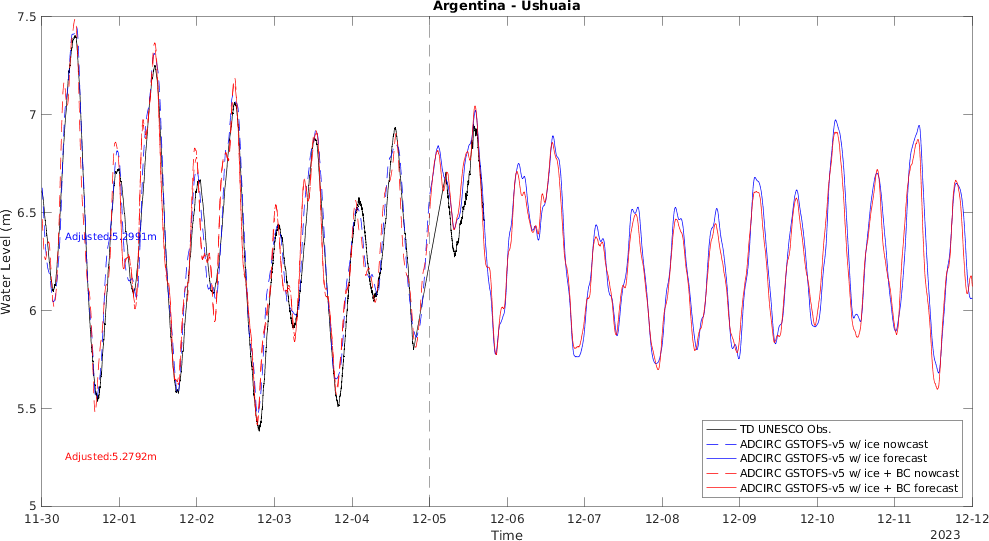 Argentina - Ushuaia
7.5
7
6.5
6
5.5
5
Water Level (m)
Adjusted:5.2991m
Adjusted:5.2792m
TD UNESCO Obs.
ADCIRC GSTOFS-v5 w/ ice nowcast
ADCIRC GSTOFS-v5 w/ ice forecast
ADCIRC GSTOFS-v5 w/ ice + BC nowcast
ADCIRC GSTOFS-v5 w/ ice + BC forecast
11-30 12-01 12-02 12-03 12-04 12-05 12-06 12-07 12-08 12-09 12-10 12-11 12-12
Time
2023